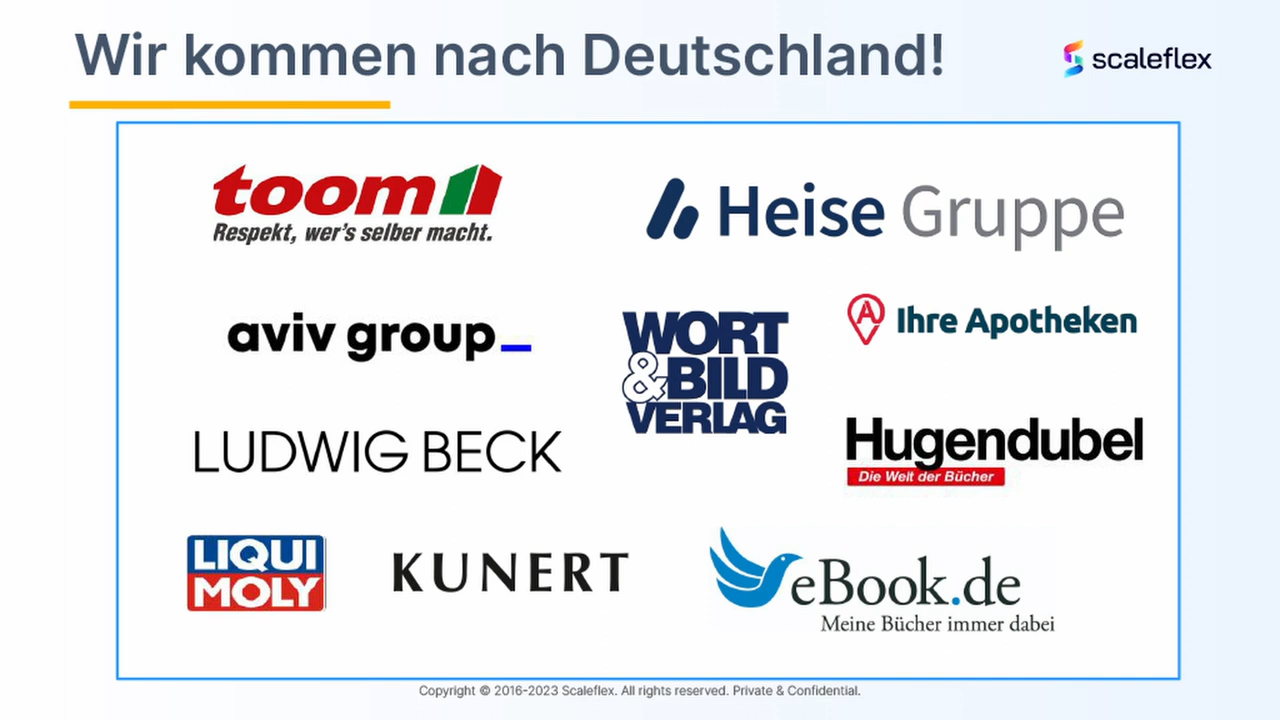 Wir kommen nach Deutschland!
scaleflex
toom
Respekt, wer's selber macht.
Heise Gruppe
aviv group_
WORT
&BILD
VERLAG
A
Ihre Apotheken
LUDWIG BECK
Hugendubel
Die Welt der Bücher
LIQUI
MOLY
KUNERT
eBook.de
Meine Bücher immer dabei
Copyright © 2016-2023 Scaleflex. All rights reserved. Private & Confidential.